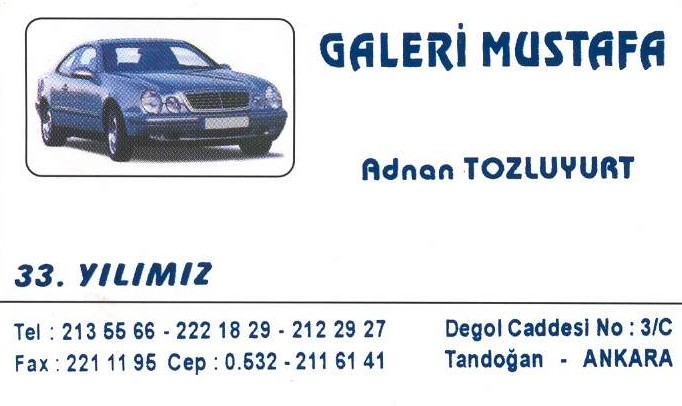 GALERİ MUSTAFA
Adnan TOZLUYURT
33. YILIMIZ
Tel : 213 55 66 - 222 18 29 - 212 29 27
Fax : 221 11 95 Cep : 0.532 - 211 61 41
Degol Caddesi No : 3/C
Tandoğan - ANKARA